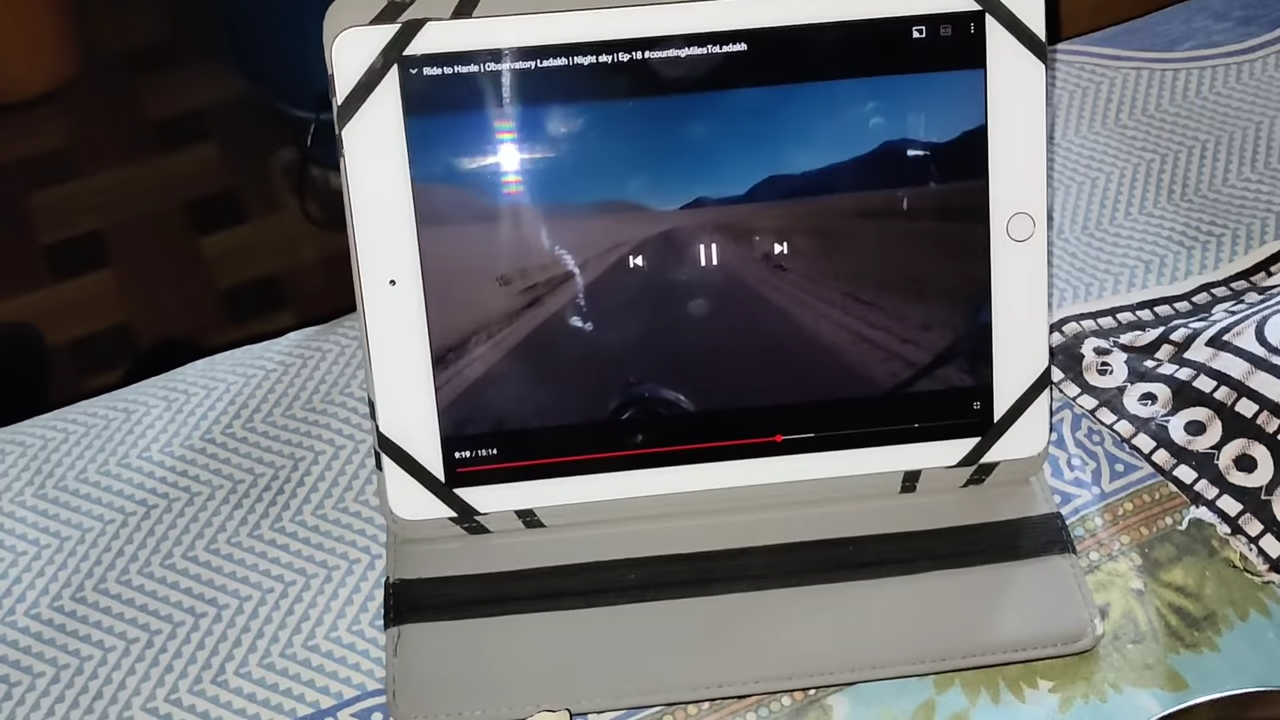 Ride to Hanle | Observatory Ladakh | Night sky | Ep-18 #countingMilesToLadakh
9:19 / 15:14